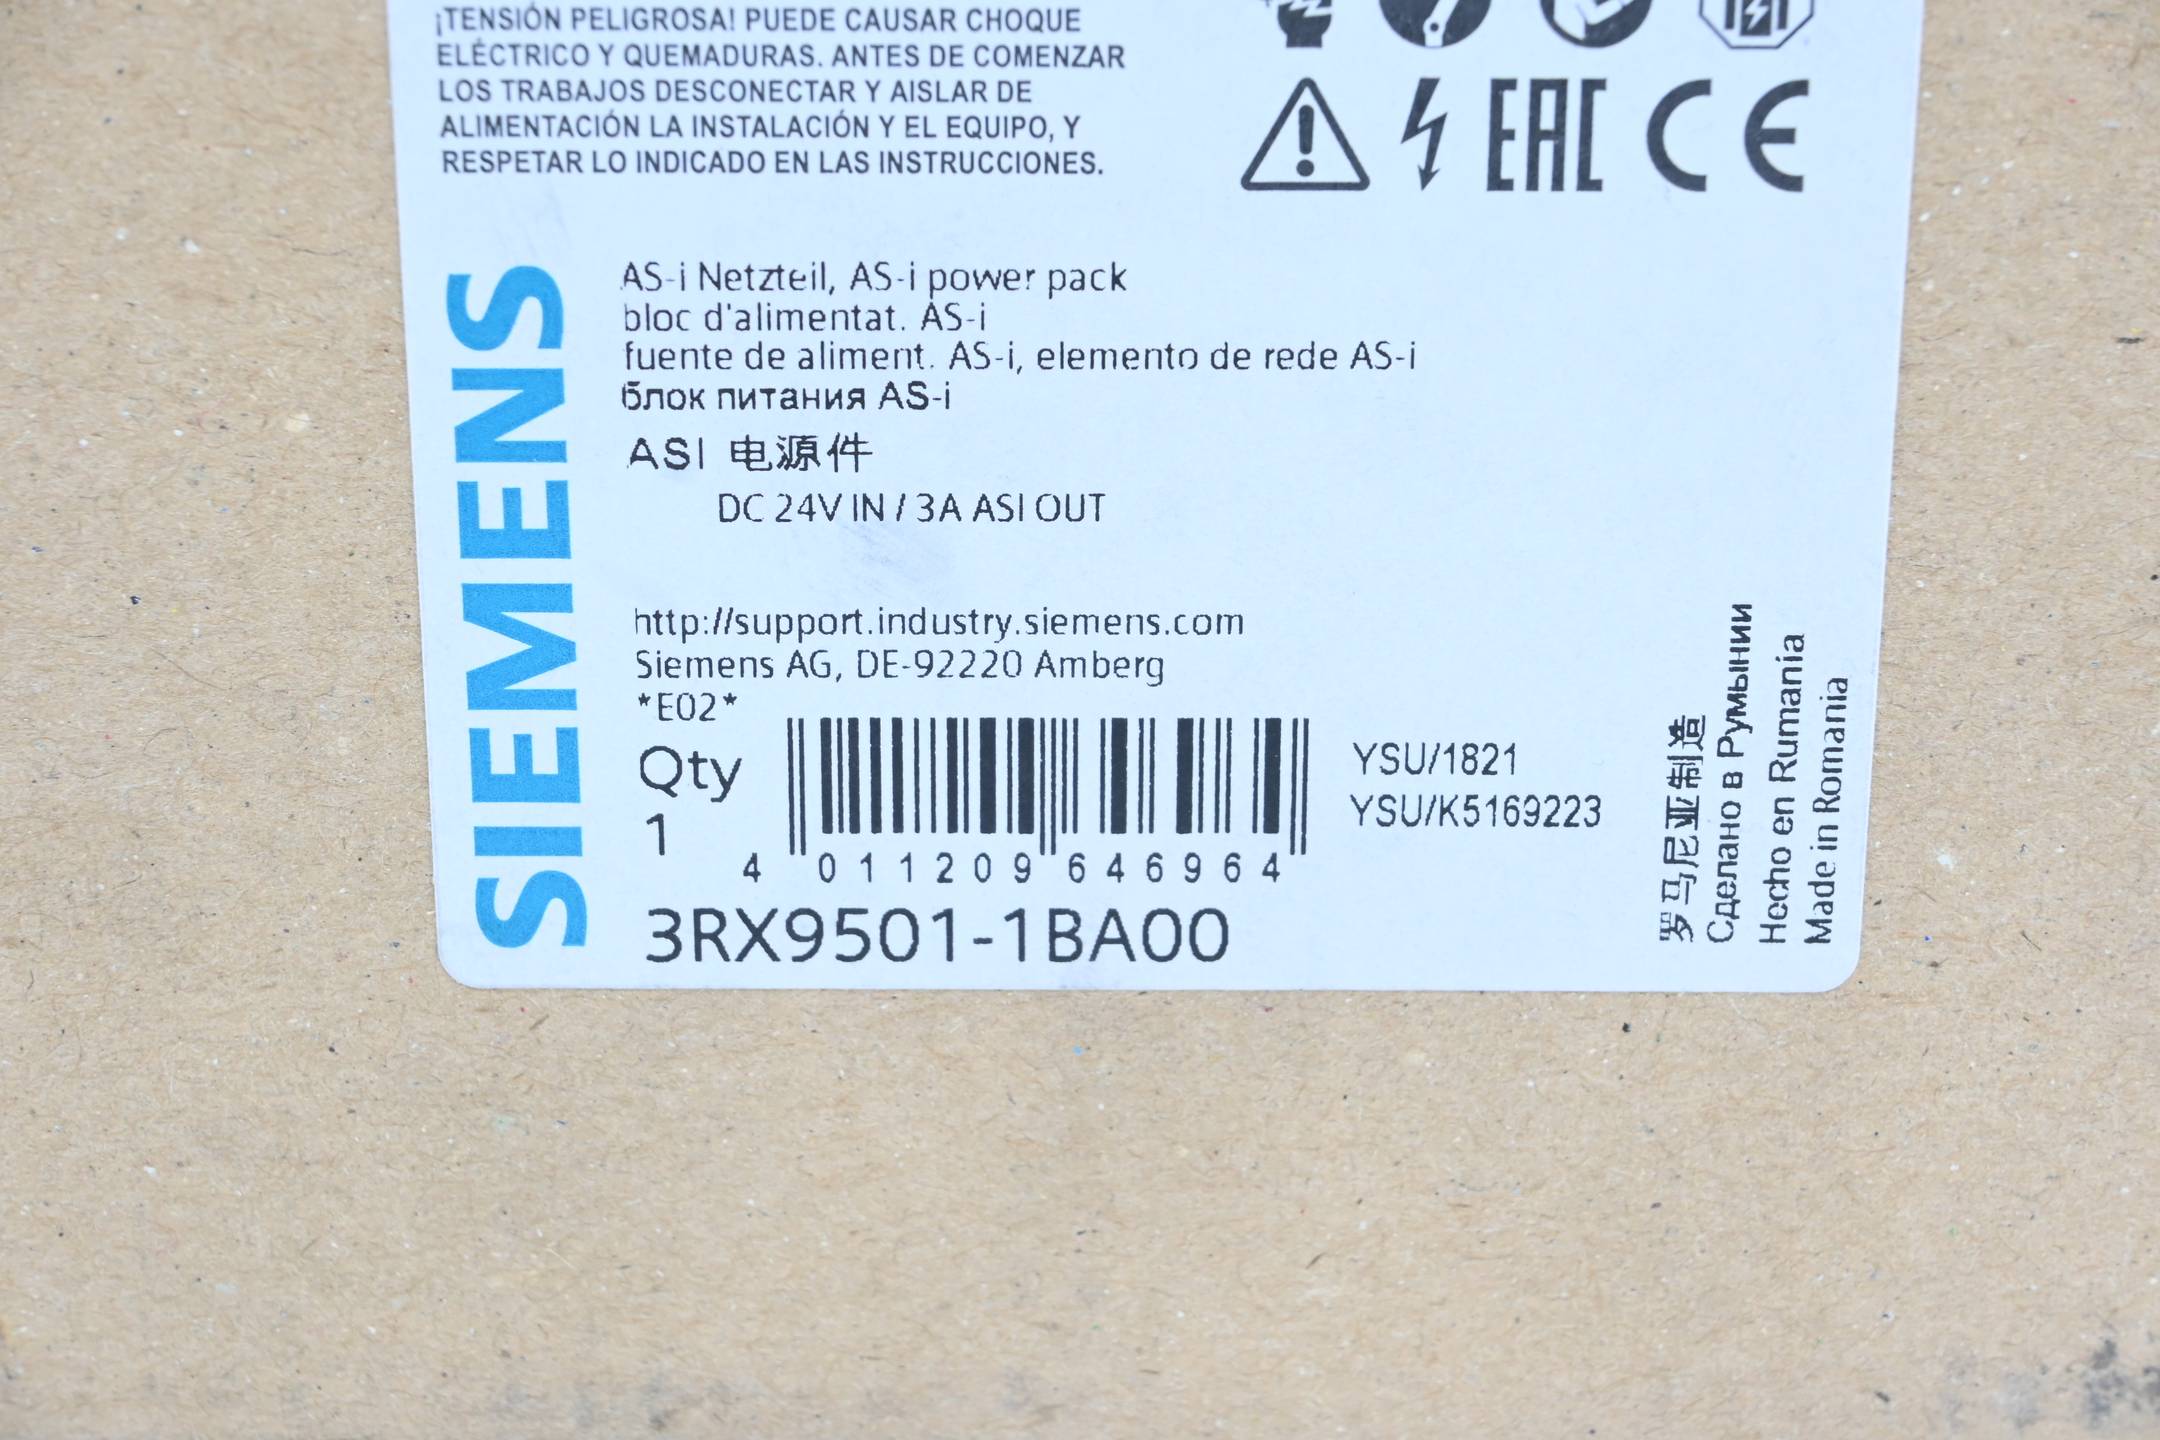 ¡TENSIÓN PELIGROSA! PUEDE CAUSAR CHOQUE
ELÉCTRICO Y QUEMADURAS. ANTES DE COMENZAR
LOS TRABAJOS DESCONECTAR Y AISLAR DE
ALIMENTACIÓN LA INSTALACIÓN Y EL EQUIPO, Y
RESPETAR LO INDICADO EN LAS INSTRUCCIONES.
EAC CE
SIEMENS
AS-i Netzteil, AS-i power pack
bloc d'alimentat. AS-i
fuente de aliment. AS-i, elemento de rede AS-i
блок питания AS-i
ASI 电源件
DC 24V IN / 3A ASI OUT
http://support.industry.siemens.com
Siemens AG, DE-92220 Amberg
*E02*
Qty
1
4 011209 646964
YSU/1821
YSU/K5169223
3RX9501-1BA00
罗马尼亚制造
Сделано в Румынии
Hecho en Rumania
Made in Romania